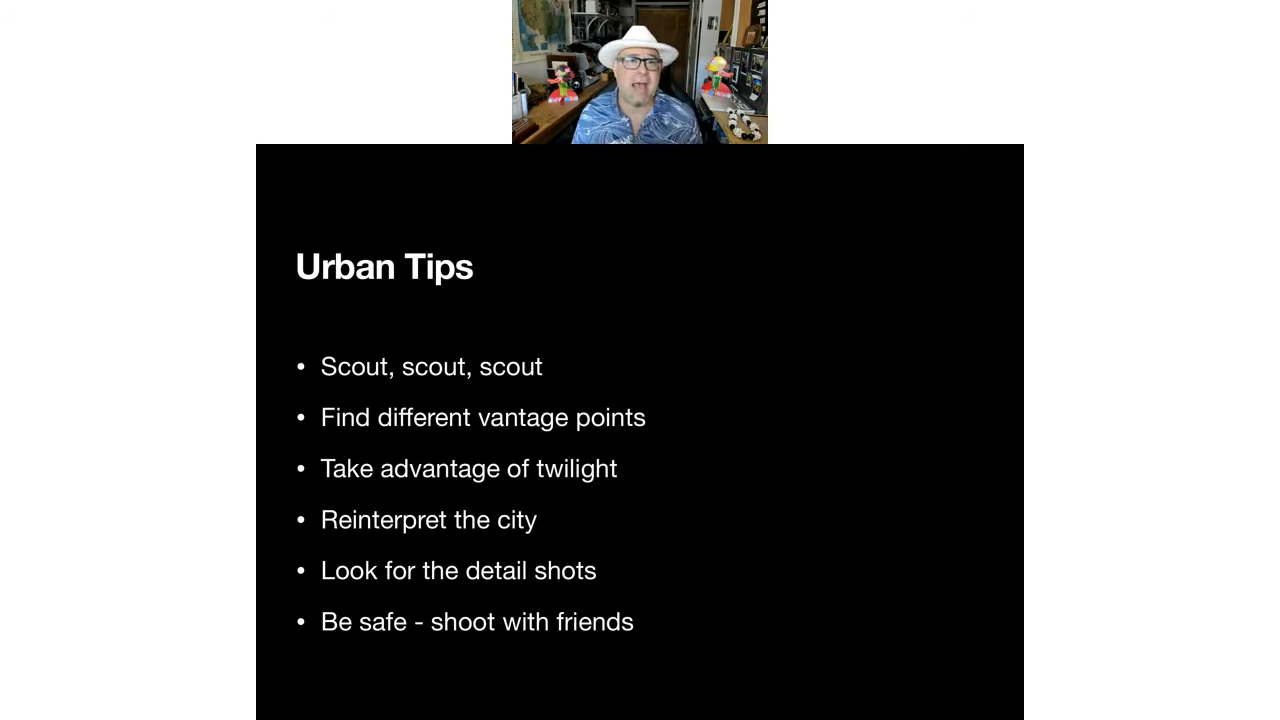 Urban Tips
• Scout, scout, scout
• Find different vantage points
• Take advantage of twilight
• Reinterpret the city
• Look for the detail shots
• Be safe - shoot with friends